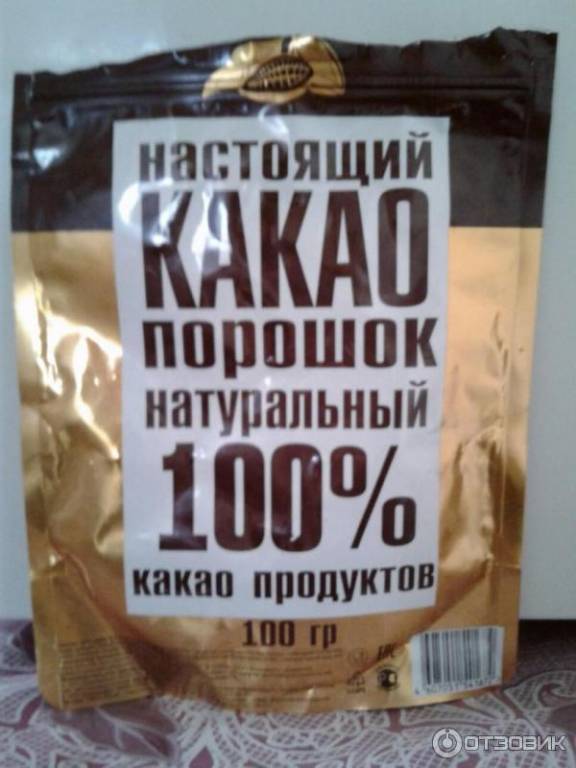 настоящий
КАКАО
порошок
натуральный
100%
какао продуктов
100 гр
ОТЗОВИК